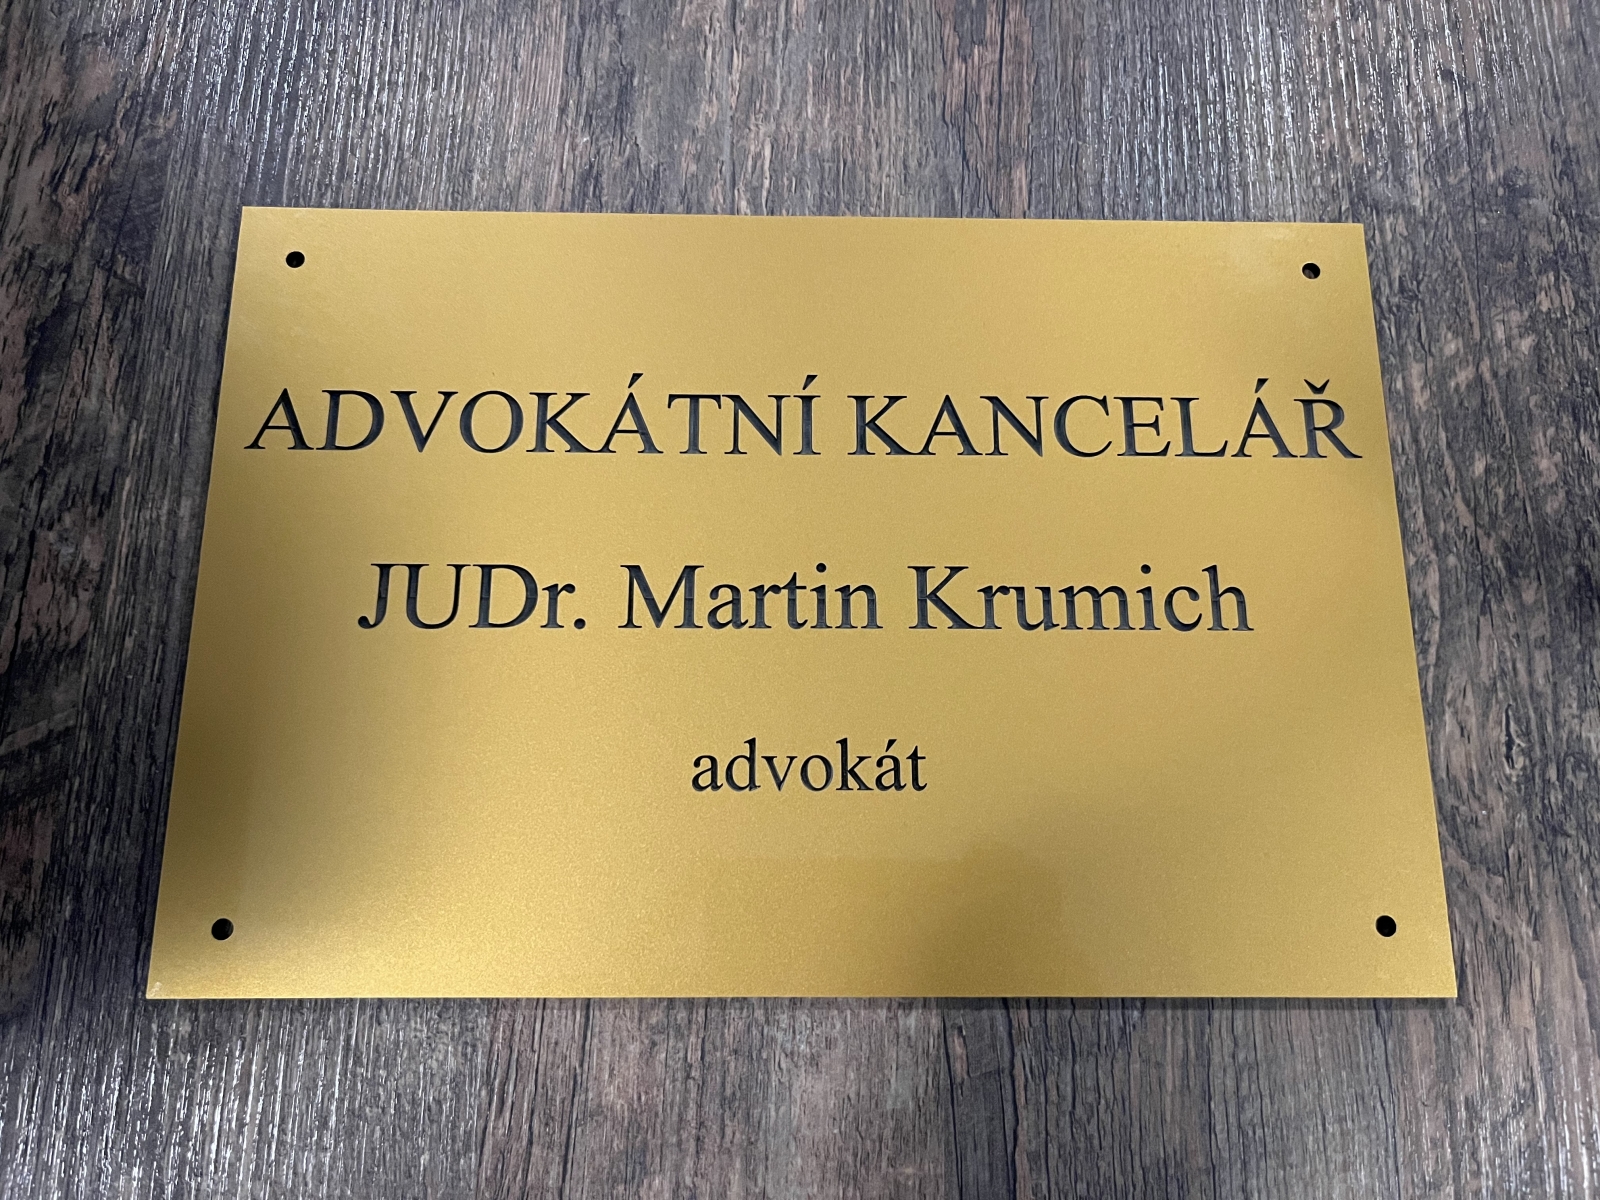 ADVOKÁTNÍ KANCELÁŘ
JUDr. Martin Krumich
advokát